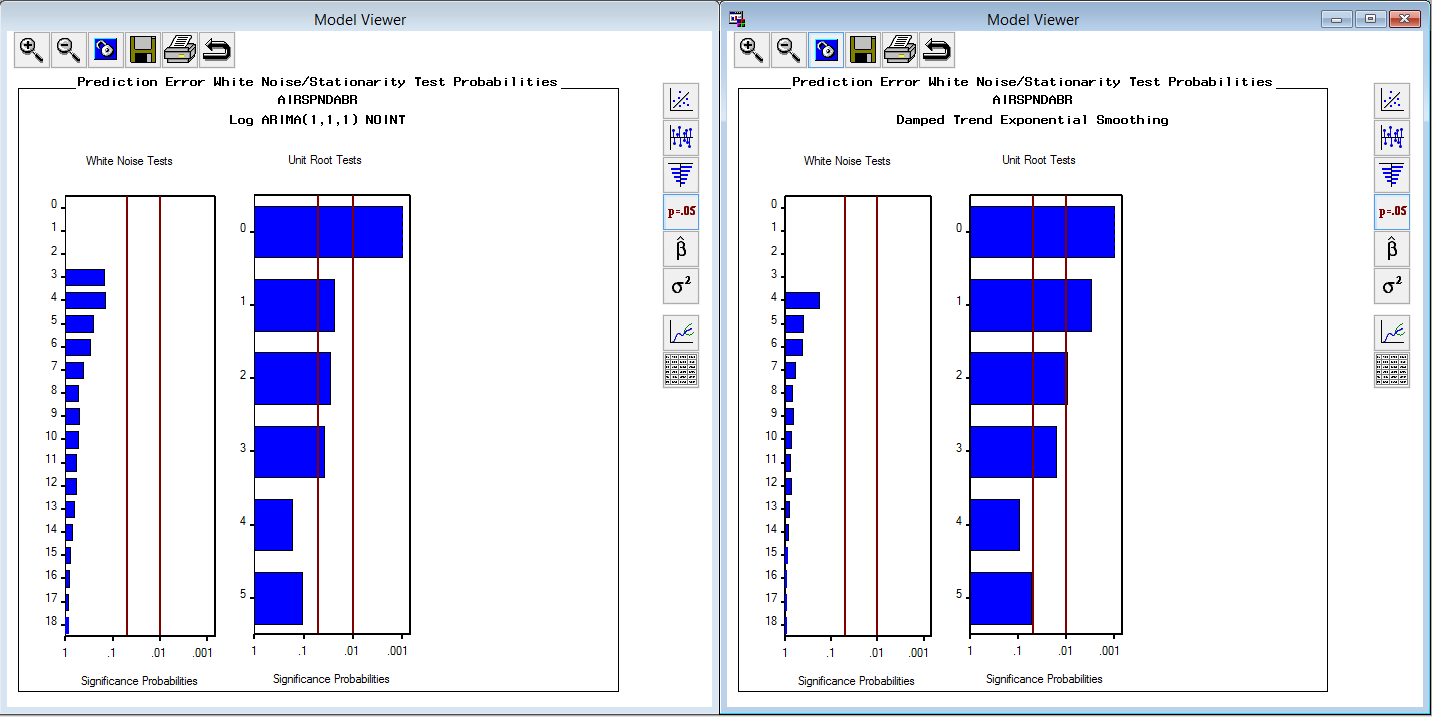 Model Viewer
Prediction Error White Noise/Stationarity Test Probabilities
AIRSPNDABR
Log ARIMA(1,1,1) NOINT
White Noise Tests
Unit Root Tests
0
1
2
3
4
5
6
7
8
9
10
11
12
13
14
15
16
17
18
1 .1 .01 .001
Significance Probabilities
0
1
2
3
4
5
1 .1 .01 .001
Significance Probabilities
p=.05
β̂
σ²
Model Viewer
Prediction Error White Noise/Stationarity Test Probabilities
AIRSPNDABR
Damped Trend Exponential Smoothing
White Noise Tests
Unit Root Tests
0
1
2
3
4
5
6
7
8
9
10
11
12
13
14
15
16
17
18
1 .1 .01 .001
Significance Probabilities
0
1
2
3
4
5
1 .1 .01 .001
Significance Probabilities
p=.05
β̂
σ²